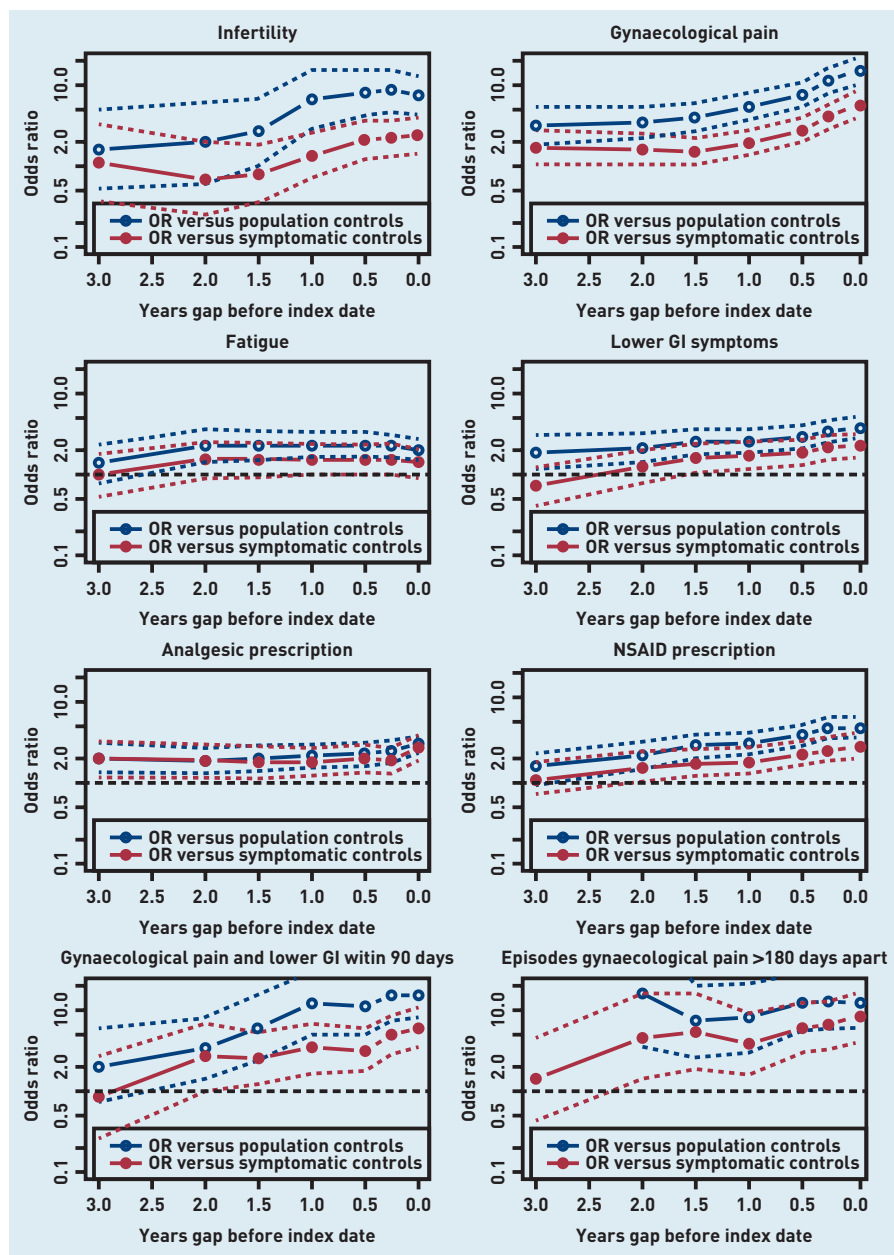 Infertility
Odds ratio
10.0
2.0
0.5
0.1
OR versus population controls
OR versus symptomatic controls
3.0 2.5 2.0 1.5 1.0 0.5 0.0
Years gap before index date
Gynaecological pain
Odds ratio
10.0
2.0
0.5
0.1
OR versus population controls
OR versus symptomatic controls
3.0 2.5 2.0 1.5 1.0 0.5 0.0
Years gap before index date
Fatigue
Odds ratio
10.0
2.0
0.5
0.1
OR versus population controls
OR versus symptomatic controls
3.0 2.5 2.0 1.5 1.0 0.5 0.0
Years gap before index date
Lower GI symptoms
Odds ratio
10.0
2.0
0.5
0.1
OR versus population controls
OR versus symptomatic controls
3.0 2.5 2.0 1.5 1.0 0.5 0.0
Years gap before index date
Analgesic prescription
Odds ratio
10.0
2.0
0.5
0.1
OR versus population controls
OR versus symptomatic controls
3.0 2.5 2.0 1.5 1.0 0.5 0.0
Years gap before index date
NSAID prescription
Odds ratio
10.0
2.0
0.5
0.1
OR versus population controls
OR versus symptomatic controls
3.0 2.5 2.0 1.5 1.0 0.5 0.0
Years gap before index date
Gynaecological pain and lower GI witin 90 days
Odds ratio
10.0
2.0
0.5
0.1
OR versus population controls
OR versus symptomatic controls
3.0 2.5 2.0 1.5 1.0 0.5 0.0
Years gap before index date
Episodes gynaecological pain >180 days apart
Odds ratio
10.0
2.0
0.5
0.1
OR versus population controls
OR versus symptomatic controls
3.0 2.5 2.0 1.5 1.0 0.5 0.0
Years gap before index date